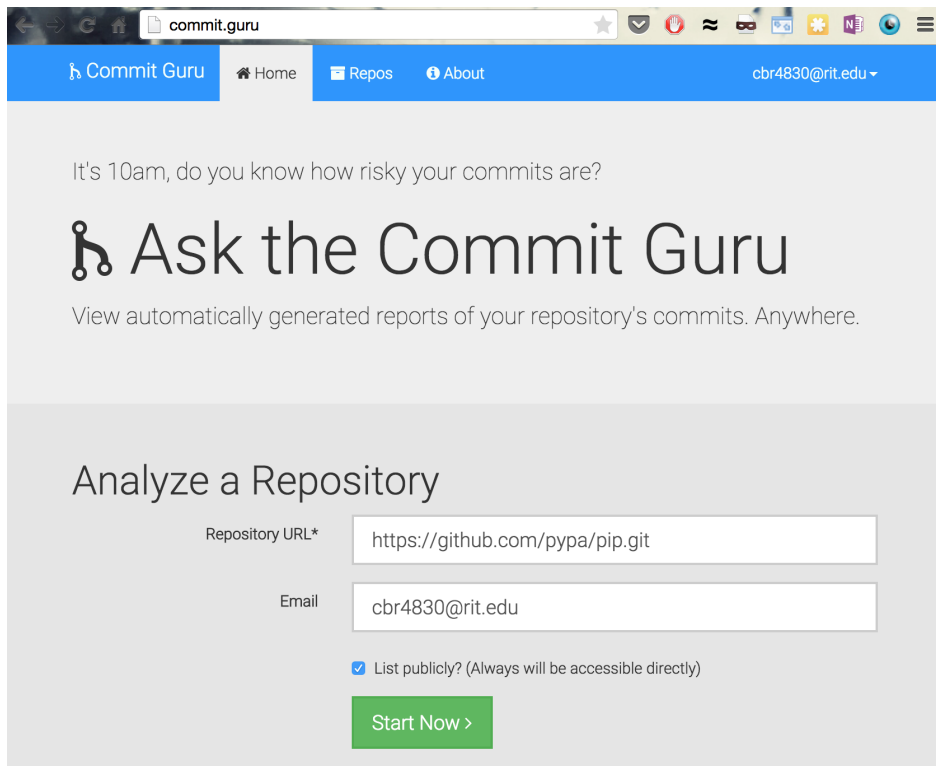 commit.guru
Commit Guru Home Repos About cbr4830@rit.edu
It's 10am, do you know how risky your commits are?
Ask the Commit Guru
View automatically generated reports of your repository's commits. Anywhere.
Analyze a Repository
Repository URL* https://github.com/pypa/pip.git
Email cbr4830@rit.edu
List publicly? (Always will be accessible directly)
Start Now >